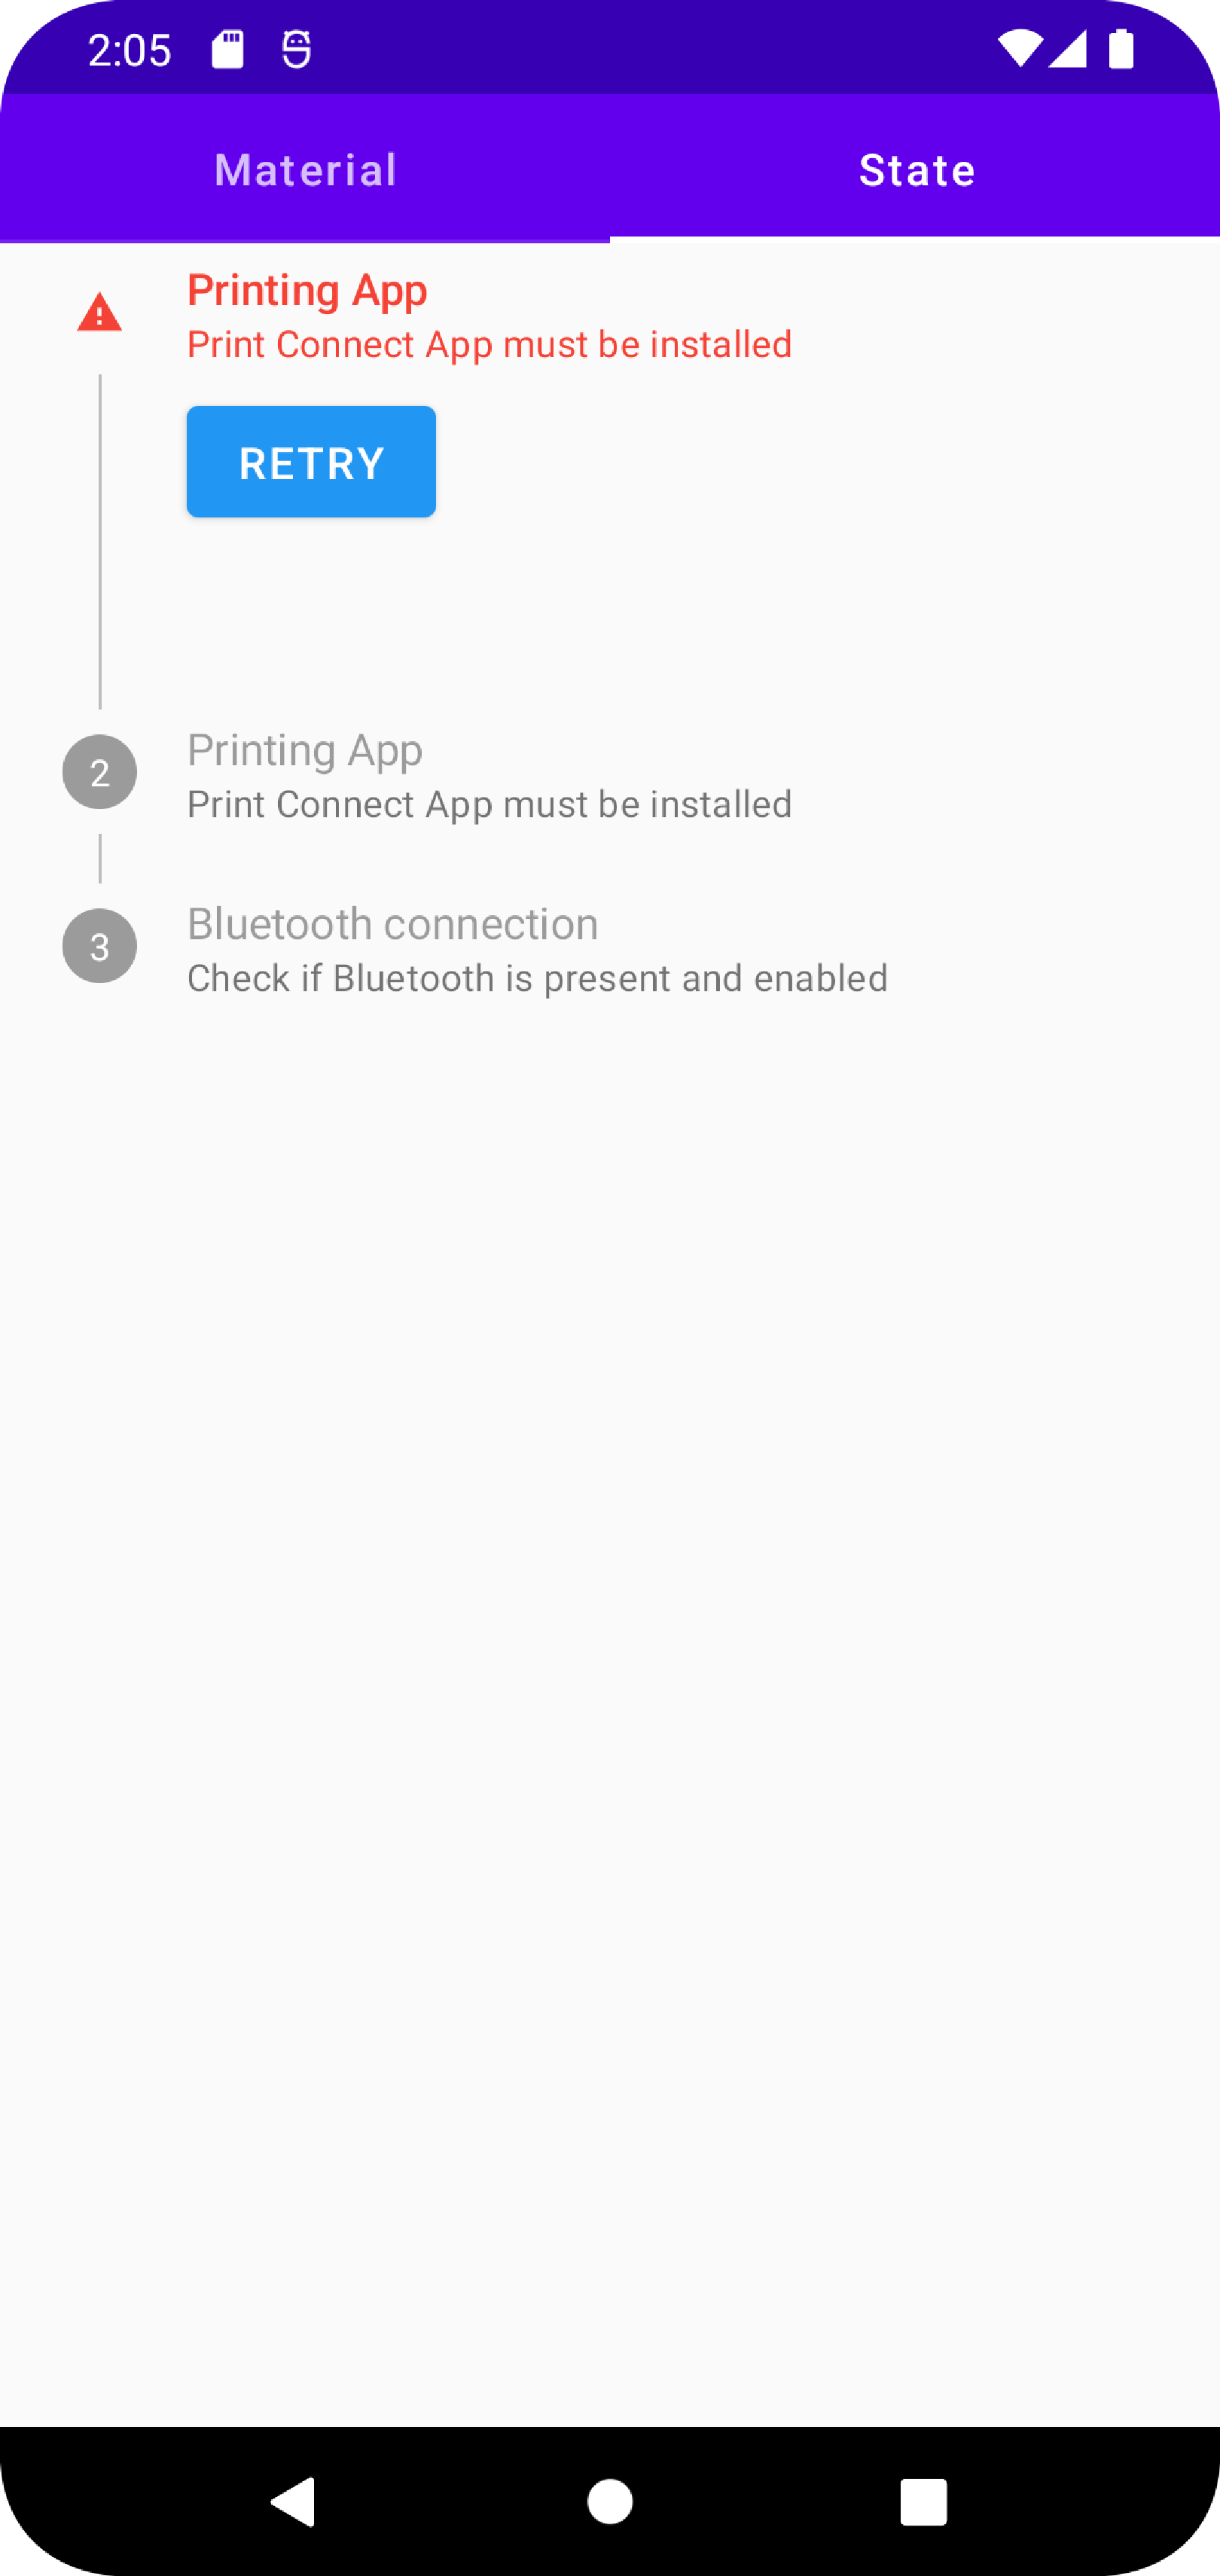 2:05
Material
State
Printing App
Print Connect App must be installed
RETRY
2
Printing App
Print Connect App must be installed
3
Bluetooth connection
Check if Bluetooth is present and enabled